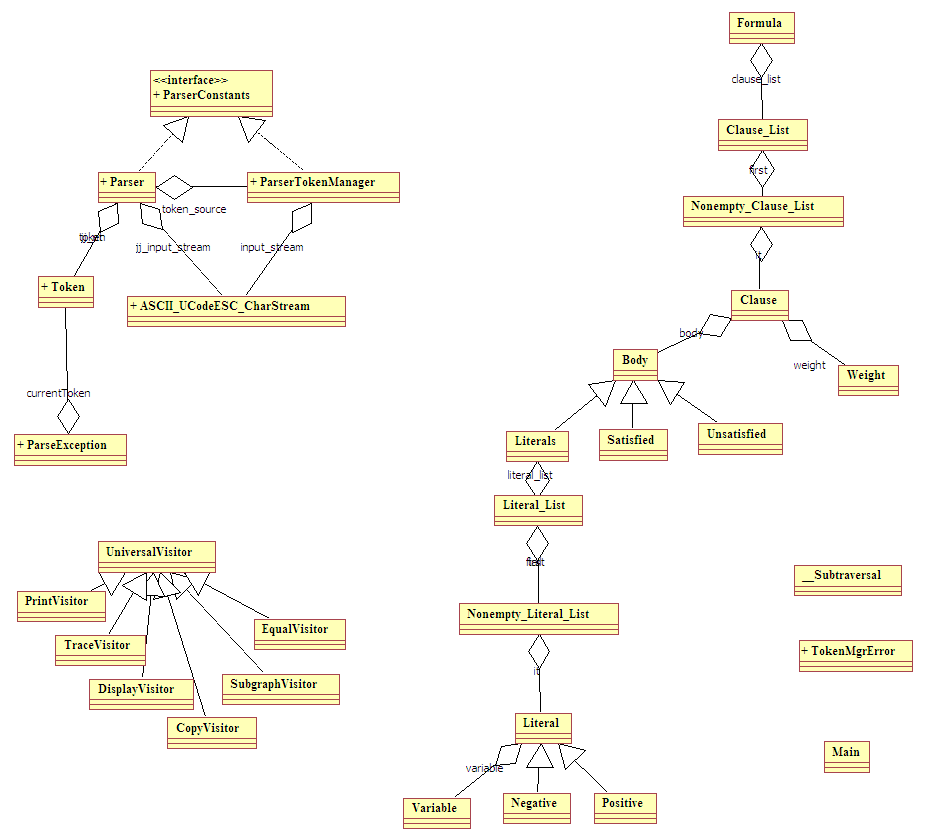 Formula
clause_list
<<interface>>
+ ParserConstants
Clause_List
first
+ Parser
+ ParserTokenManager
token_source
Nonempty_Clause_List
jj_input_stream
input_stream
it
+ Token
+ ASCII_UCodeESC_CharStream
Clause
body
weight
Body
Weight
currentToken
+ ParseException
Literals
Satisfied
Unsatisfied
literal_list
Literal_List
UniversalVisitor
PrintVisitor
TraceVisitor
EqualVisitor
DisplayVisitor
SubgraphVisitor
CopyVisitor
__Subtraversal
Nonempty_Literal_List
+ TokenMgrError
it
Literal
Main
variable
Variable
Negative
Positive